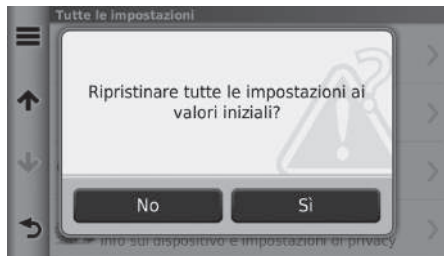 Tutte le impostazioni
Ripristinare tutte le impostazioni ai
valori iniziali?
No
Sì
Info sul dispositivo e impostazioni di privacy